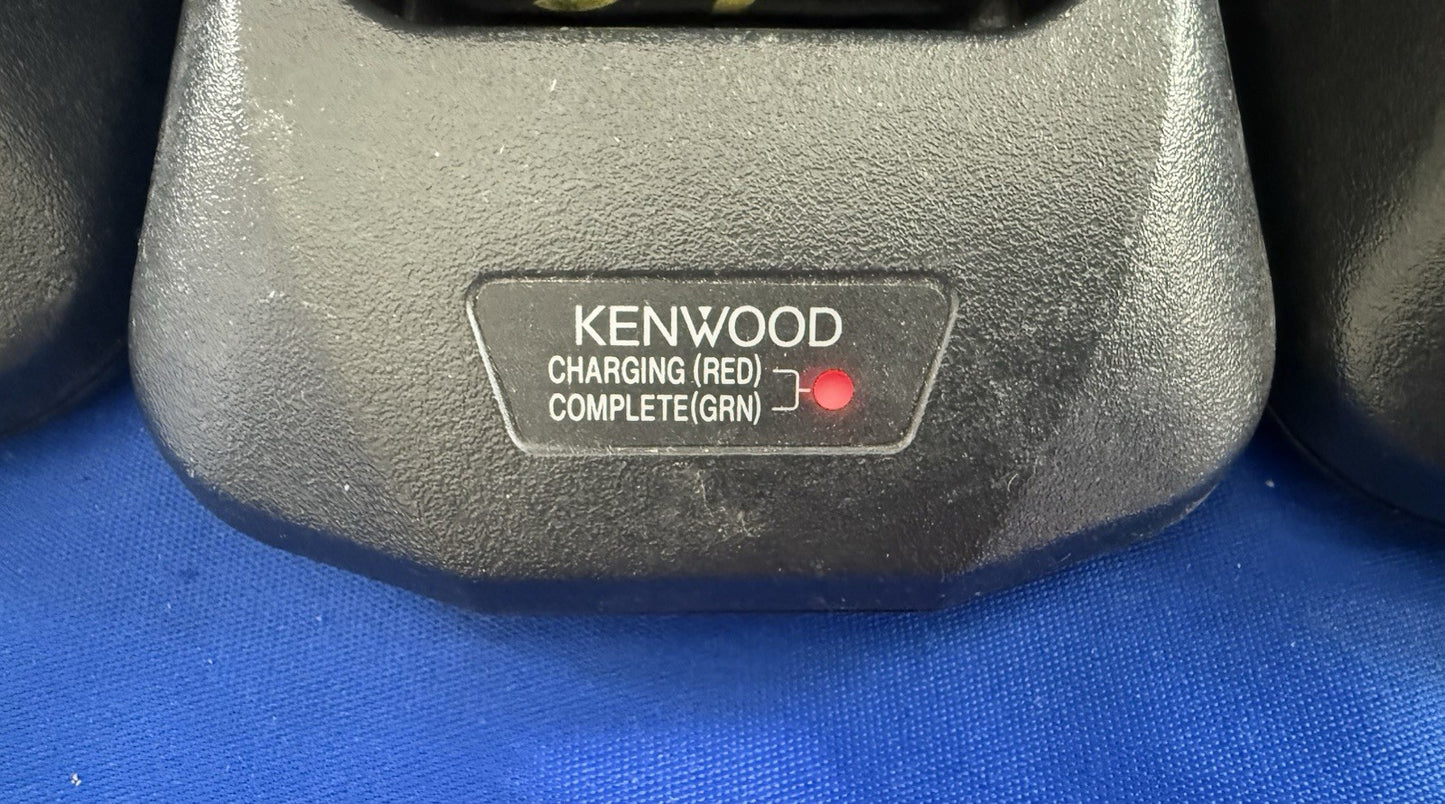 KENWOOD
CHARGING (RED)
COMPLETE(GRN)